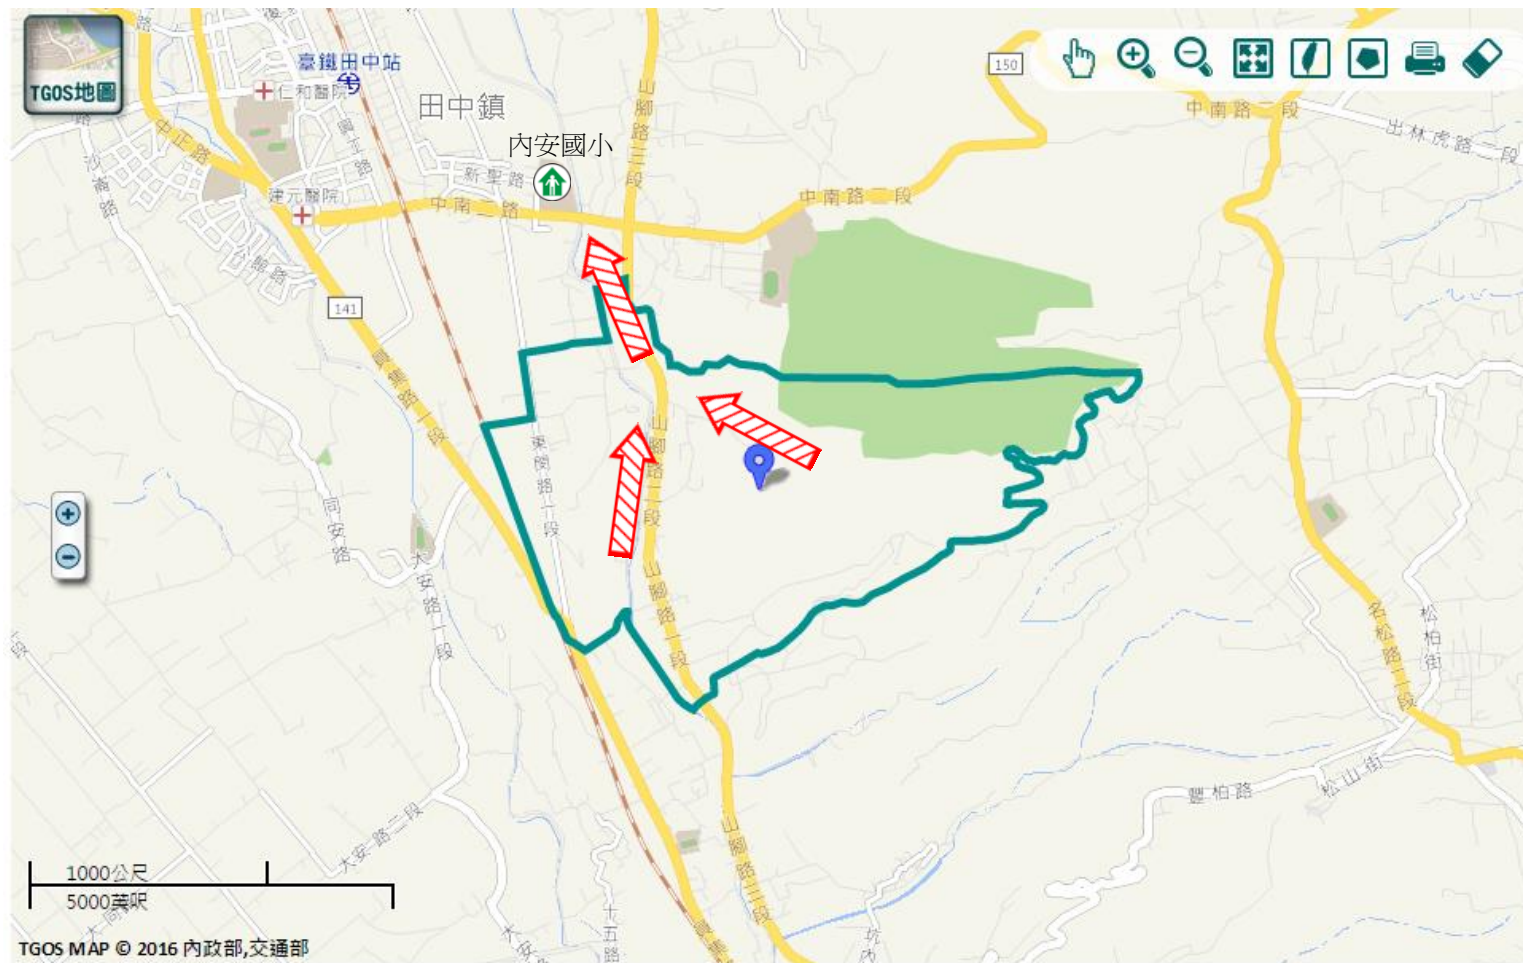 TGOS地圖
臺鐵田中站
仁和醫院
田中鎮
內安國小
150
中南路二段
出林虎路二段
山腳路三段
中正路
沙崙路
新聖路
建元醫院
中南二路
中南路二段
141
員集路一段
東閔路一段
山腳路一段
同安路
大安路一段
山腳路一段
名松路二段
松柏街
豐柏路
松山街
大安路二段
山腳路三段
十五路
1000公尺
5000英呎
TGOS MAP © 2016 內政部,交通部